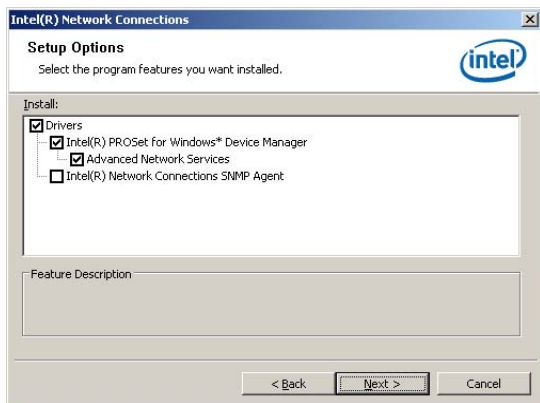 Intel(R) Network Connections
Setup Options
Select the program features you want installed.
intel
Install:
Drivers
Intel(R) PROSet for Windows* Device Manager
Advanced Network Services
Intel(R) Network Connections SNMP Agent
Feature Description
< Back
Next >
Cancel